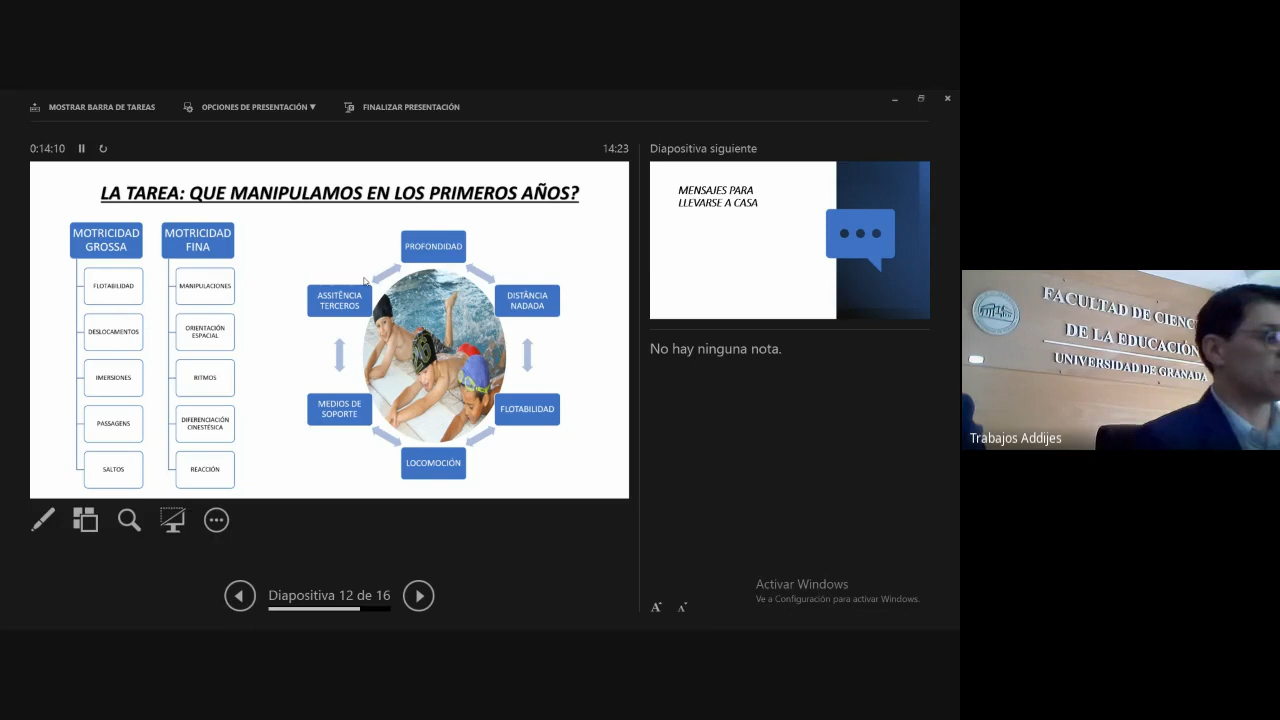 MOSTRAR BARRA DE TAREAS
OPCIONES DE PRESENTACIÓN ▼
FINALIZAR PRESENTACIÓN
0:14:10
14:23
LA TAREA: QUE MANIPULAMOS EN LOS PRIMEROS AÑOS?
MOTRICIDAD
GROSSA
FLOTABILIDAD
DESLOCAMENTOS
IMERSIONES
PASSAGENS
SALTOS
MOTRICIDAD
FINA
MANIPULACIONES
ORIENTACIÓN
ESPACIAL
RITMOS
DIFERENCIACIÓN
CINESTÉSICA
REACCIÓN
PROFONDIDAD
DISTÂNCIA
NADADA
FLOTABILIDAD
LOCOMOCIÓN
MEDIOS DE
SOPORTE
ASSITÊNCIA
TERCEROS
Diapositiva siguiente
MENSAJES PARA
LLEVARSE A CASA
No hay ninguna nota.
Diapositiva 12 de 16
Activar Windows
Ve a Configuración para activar Windows.
FACULTAD DE CIENC
DE LA EDUCACIÓN
UNIVERSIDAD DE GRANADA
Trabajos Addijes